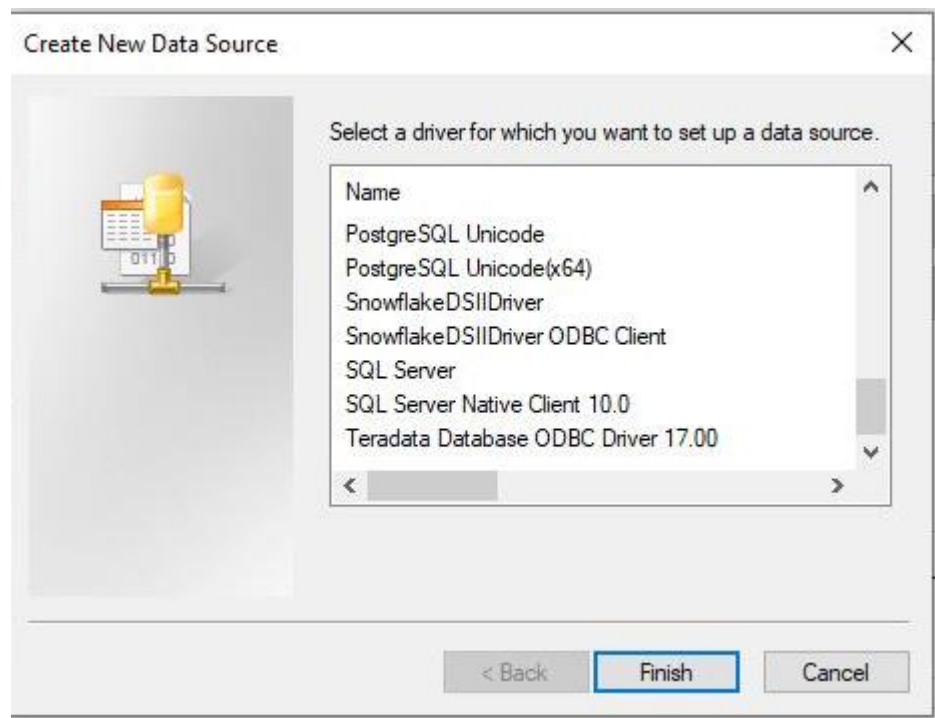 Create New Data Source
Select a driver for which you want to set up a data source.
Name
PostgreSQL Unicode
PostgreSQL Unicode(x64)
SnowflakeDSIIDriver
SnowflakeDSIIDriver ODBC Client
SQL Server
SQL Server Native Client 10.0
Teradata Database ODBC Driver 17.00
< Back
Finish
Cancel